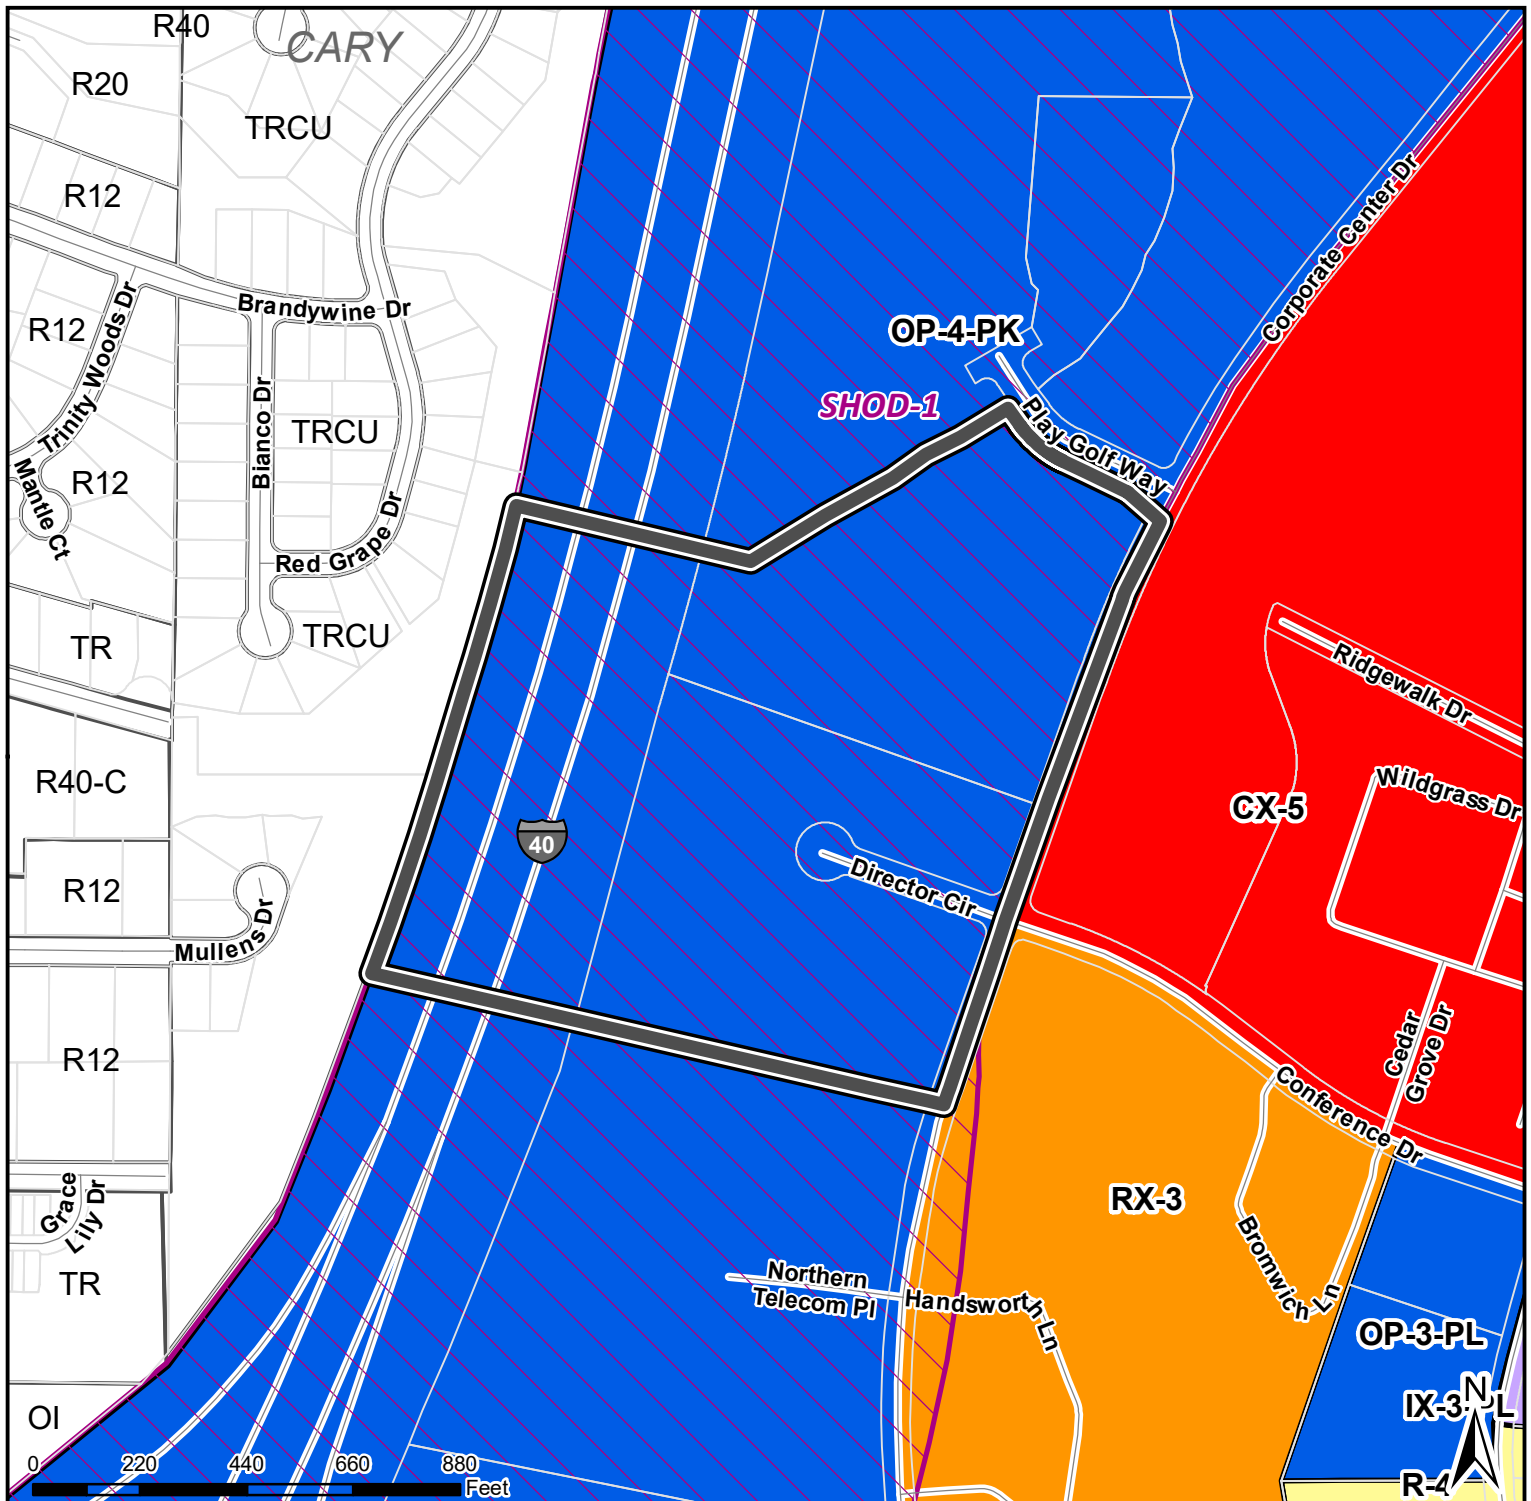 R40
CARY
R20
TRCU
R12
Corporate Center Dr
Brandywine Dr
Trinity Woods Dr
R12
OP-4-PK
Bianco Dr
SHOD-1
TRCU
Play Golf Way
R12
Mantle Ct
Red Grape Dr
TRCU
TR
Ridgewalk Dr
R40-C
Wildgrass Dr
CX-5
40
Director Cir
R12
Mullens Dr
Cedar
Grove Dr
R12
Conference Dr
RX-3
Grace
Lily Dr
Bromwich Ln
TR
Northern
Telecom Pl
Handsworth Ln
OP-3-PL
N
IX-3-PL
OI
0 220 440 660 880
Feet
R-4